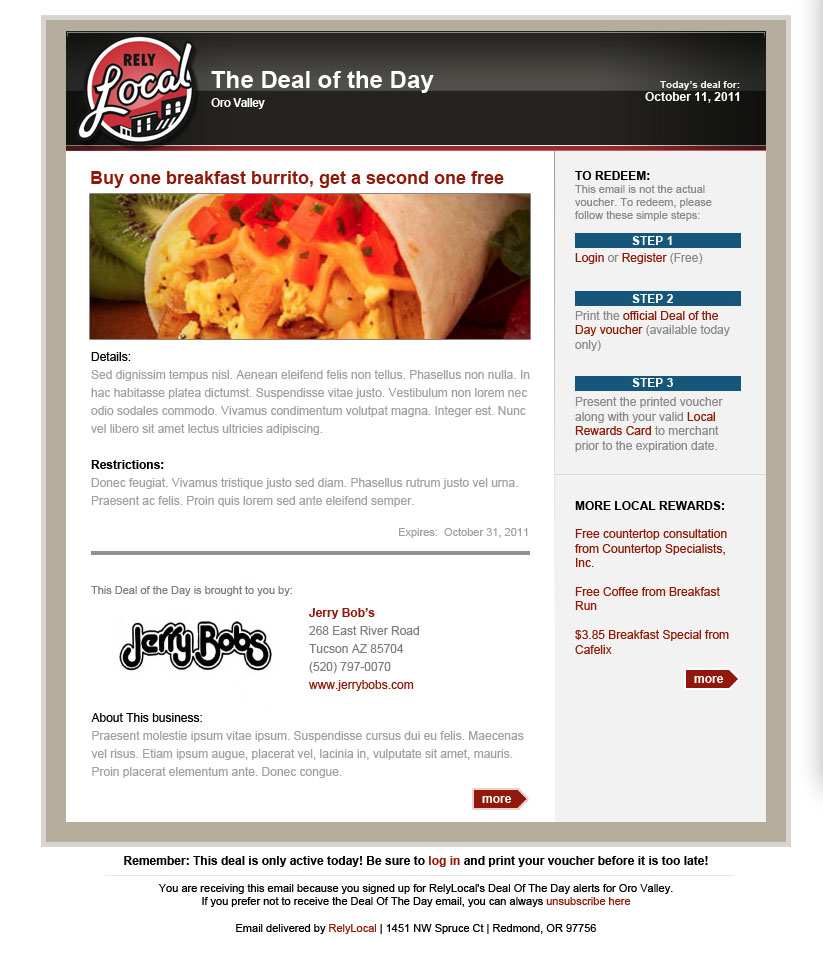 RELY
Local
The Deal of the Day
Oro Valley
Today's deal for:
October 11, 2011
Buy one breakfast burrito, get a second one free
Details:
Sed dignissim tempus nisl. Aenean eleifend felis non tellus. Phasellus non nulla. In
hac habitasse platea dictumst. Suspendisse vitae justo. Vestibulum non lorem nec
odio sodales commodo. Vivamus condimentum volutpat magna. Integer est. Nunc
vel libero sit amet lectus ultricies adipiscing.
Restrictions:
Donec feugiat. Vivamus tristique justo sed diam. Phasellus rutrum justo vel urna.
Praesent ac felis. Proin quis lorem sed ante eleifend semper.
Expires: October 31, 2011
This Deal of the Day is brought to you by:
Jerry Bobs
Jerry Bob's
268 East River Road
Tucson AZ 85704
(520) 797-0070
www.jerrybobs.com
About This business:
Praesent molestie ipsum vitae ipsum. Suspendisse cursus dui eu felis. Maecenas
vel risus. Etiam ipsum augue, placerat vel, lacinia in, vulputate sit amet, mauris.
Proin placerat elementum ante. Donec congue.
more
TO REDEEM:
This email is not the actual
voucher. To redeem, please
follow these simple steps:
STEP 1
Login or Register (Free)
STEP 2
Print the official Deal of the
Day voucher (available today
only)
STEP 3
Present the printed voucher
along with your valid Local
Rewards Card to merchant
prior to the expiration date.
MORE LOCAL REWARDS:
Free countertop consultation
from Countertop Specialists,
Inc.
Free Coffee from Breakfast
Run
$3.85 Breakfast Special from
Cafelix
more
Remember: This deal is only active today! Be sure to log in and print your voucher before it is too late!
You are receiving this email because you signed up for RelyLocal's Deal Of The Day alerts for Oro Valley.
If you prefer not to receive the Deal Of The Day email, you can always unsubscribe here
Email delivered by RelyLocal | 1451 NW Spruce Ct | Redmond, OR 97756